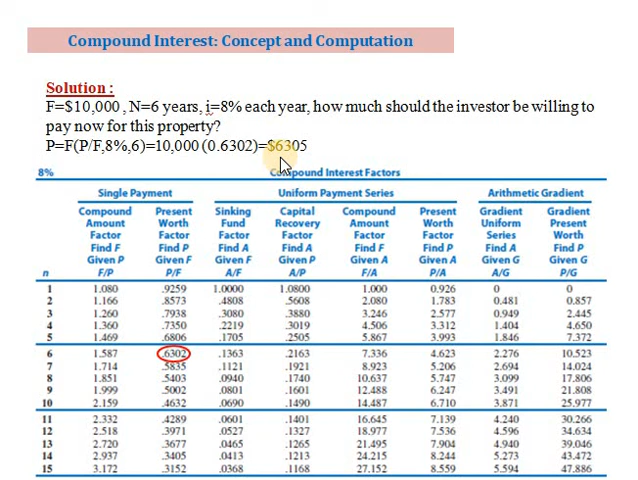 Compound Interest: Concept and Computation
Solution :
F=$10,000 , N=6 years, i=8% each year, how much should the investor be willing to
pay now for this property?
P=F(P/F,8%,6)=10,000 (0.6302)=$6305
8% Compound Interest Factors
Single Payment Uniform Payment Series Arithmetic Gradient
Compound Present Sinking Capital Compound Present Gradient Gradient
Amount Worth Fund Recovery Amount Worth Uniform Present
Factor Factor Factor Factor Factor Factor Series Worth
Find F Find P Find A Find A Find F Find P Find A Find P
Given P Given F Given F Given P Given A Given A Given G Given G
n F/P P/F A/F A/P F/A P/A A/G P/G
1 1.080 .9259 1.0000 1.0800 1.000 0.926 0 0
2 1.166 .8573 .4808 .5608 2.080 1.783 0.481 0.857
3 1.260 .7938 .3080 .3880 3.246 2.577 0.949 2.445
4 1.360 .7350 .2219 .3019 4.506 3.312 1.404 4.650
5 1.469 .6806 .1705 .2505 5.867 3.993 1.846 7.372
6 1.587 .6302 .1363 .2163 7.336 4.623 2.276 10.523
7 1.714 .5835 .1121 .1921 8.923 5.206 2.694 14.024
8 1.851 .5403 .0940 .1740 10.637 5.747 3.099 17.806
9 1.999 .5002 .0801 .1601 12.488 6.247 3.491 21.808
10 2.159 .4632 .0690 .1490 14.487 6.710 3.871 25.977
11 2.332 .4289 .0601 .1401 16.645 7.139 4.240 30.266
12 2.518 .3971 .0527 .1327 18.977 7.536 4.596 34.634
13 2.720 .3677 .0465 .1265 21.495 7.904 4.940 39.046
14 2.937 .3405 .0413 .1213 24.215 8.244 5.273 43.472
15 3.172 .3152 .0368 .1168 27.152 8.559 5.594 47.886